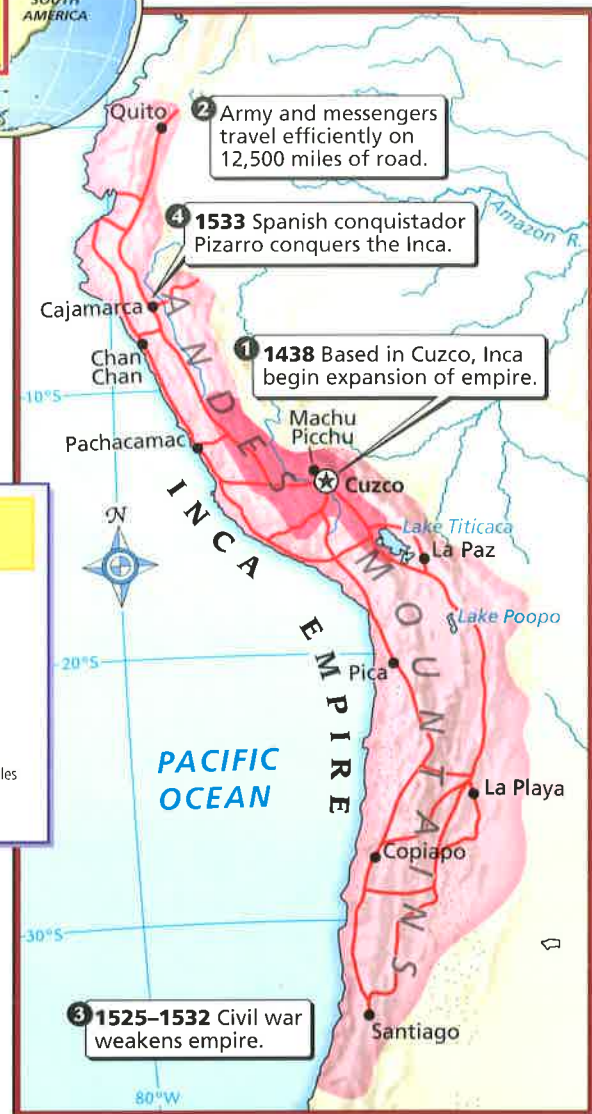 SOUTH
AMERICA
Quito
2 Army and messengers
travel efficiently on
12,500 miles of road.
Amazon R.
4 1533 Spanish conquistador
Pizarro conquers the Inca.
Cajamarca
Chan
Chan
1 1438 Based in Cuzco, Inca
begin expansion of empire.
10°S
ANDES MOUNTAINS
Machu
Picchu
Pachacamac
Cuzco
INCA EMPIRE
N
Lake Titicaca
La Paz
Lake Poopo
20°S
Pica
PACIFIC
OCEAN
La Playa
Copiapo
30°S
3 1525–1532 Civil war
weakens empire.
Santiago
80°W